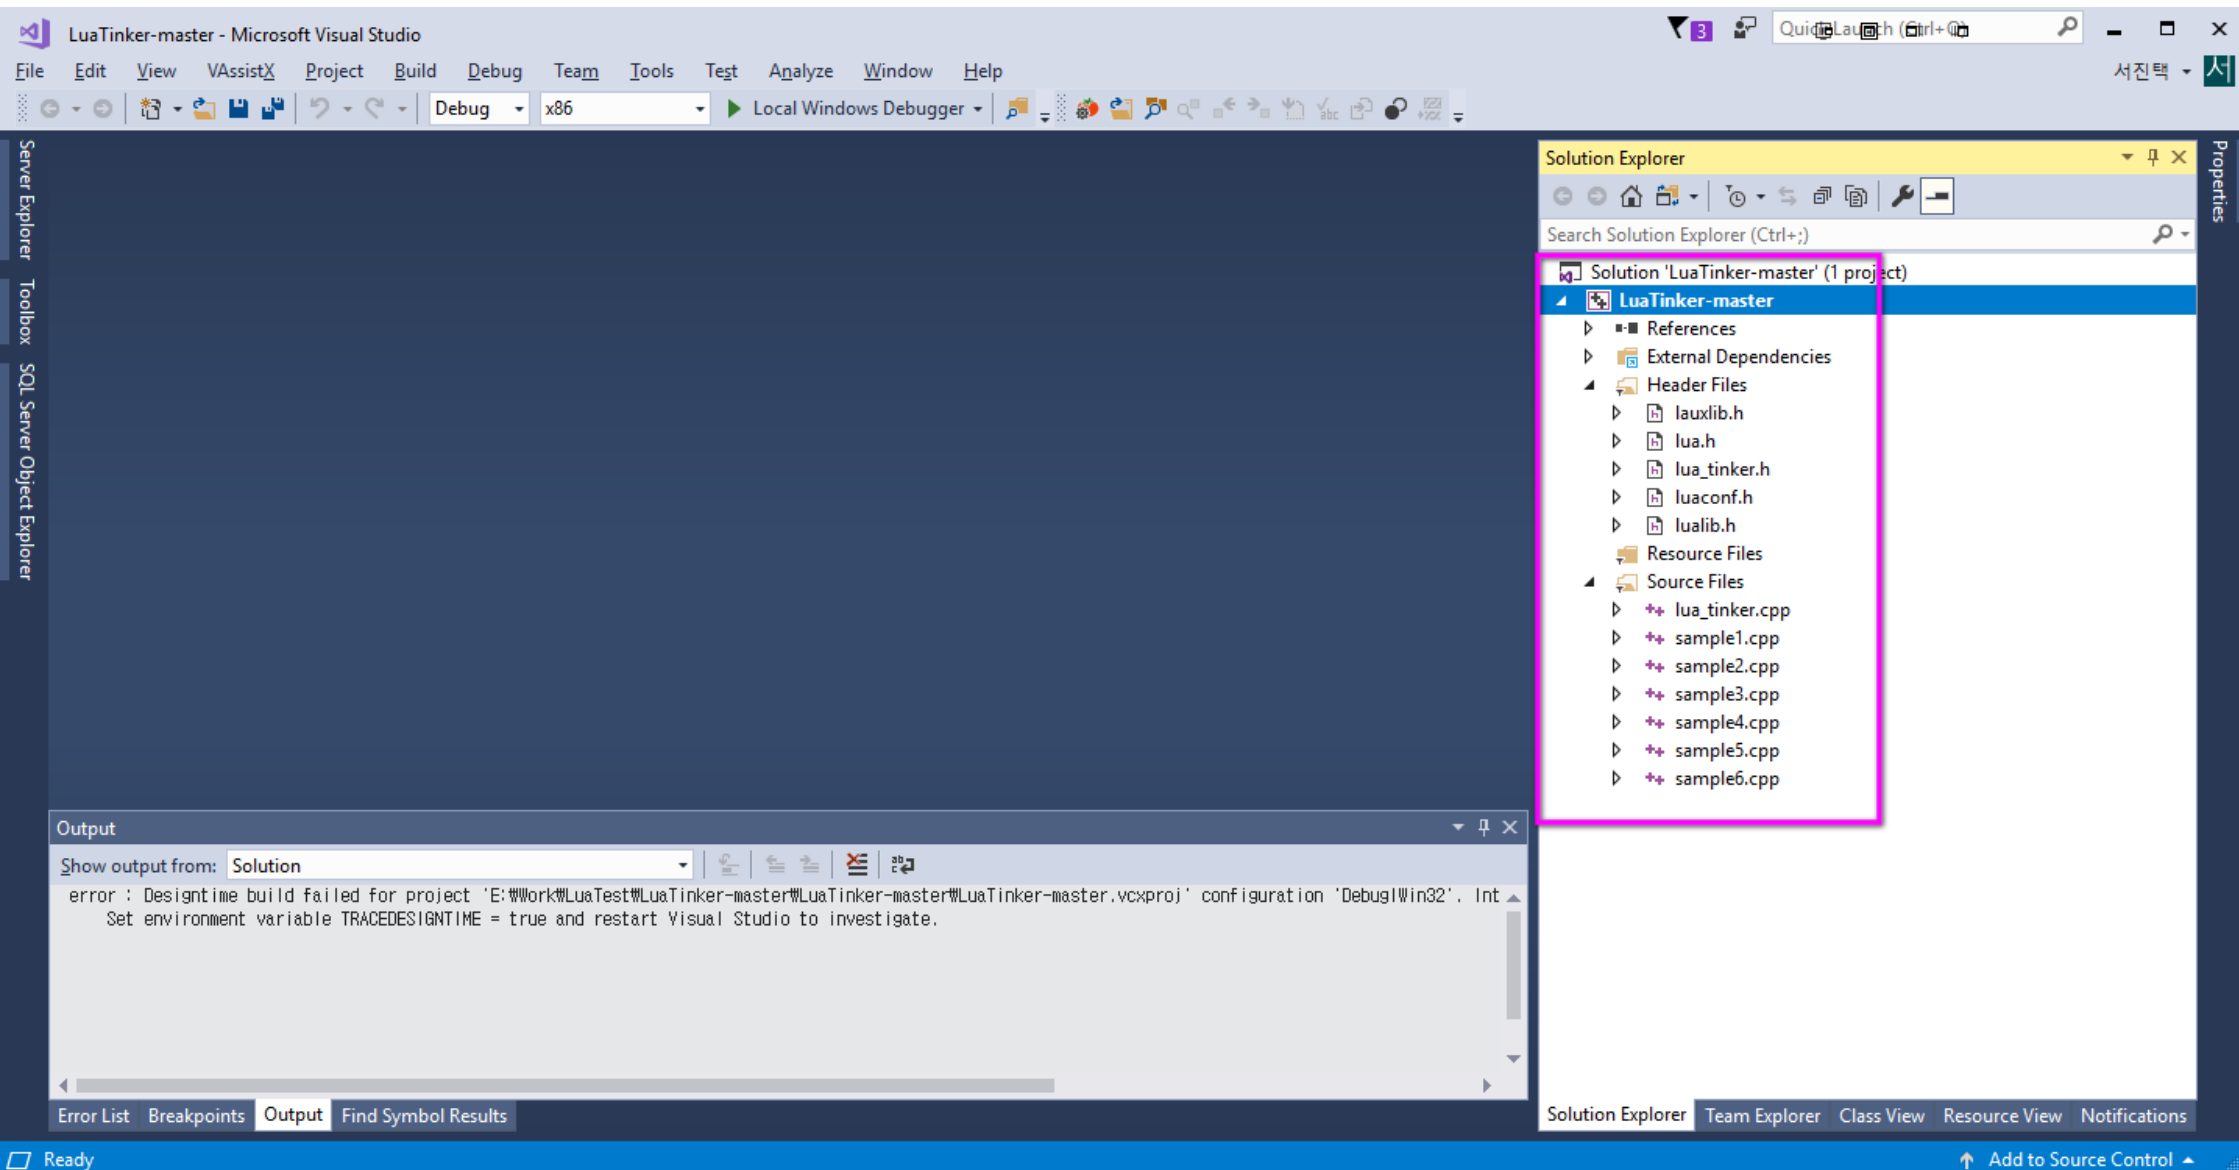 LuaTinker-master - Microsoft Visual Studio
3
Quick Launch (Ctrl+Q)
File Edit View VAssistX Project Build Debug Team Tools Test Analyze Window Help
서진택
서
Debug x86 Local Windows Debugger
Server Explorer
Toolbox
SQL Server Object Explorer
Solution Explorer
Search Solution Explorer (Ctrl+;)
Solution 'LuaTinker-master' (1 project)
LuaTinker-master
References
External Dependencies
Header Files
lauxlib.h
lua.h
lua_tinker.h
luaconf.h
lualib.h
Resource Files
Source Files
lua_tinker.cpp
sample1.cpp
sample2.cpp
sample3.cpp
sample4.cpp
sample5.cpp
sample6.cpp
Properties
Output
Show output from: Solution
error : Designtime build failed for project 'E:₩Work₩LuaTest₩LuaTinker-master₩LuaTinker-master₩LuaTinker-master.vcxproj' configuration 'Debug|Win32'. Int
Set environment variable TRACEDESIGNTIME = true and restart Visual Studio to investigate.
Error List Breakpoints Output Find Symbol Results
Solution Explorer Team Explorer Class View Resource View Notifications
Ready
Add to Source Control